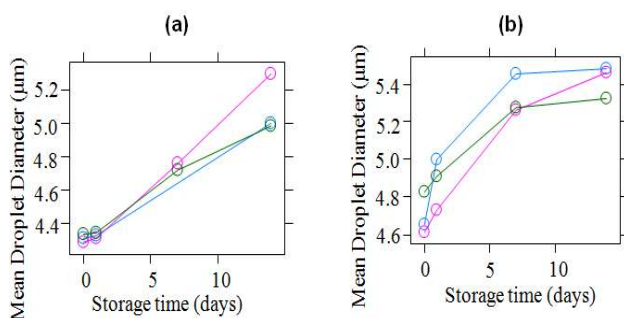 (a)
Mean Droplet Diameter (µm)
5.2
5.0
4.8
4.6
4.4
0 5 10
Storage time (days)
(b)
Mean Droplet Diameter (µm)
5.4
5.2
5.0
4.8
4.6
0 5 10
Storage time (days)